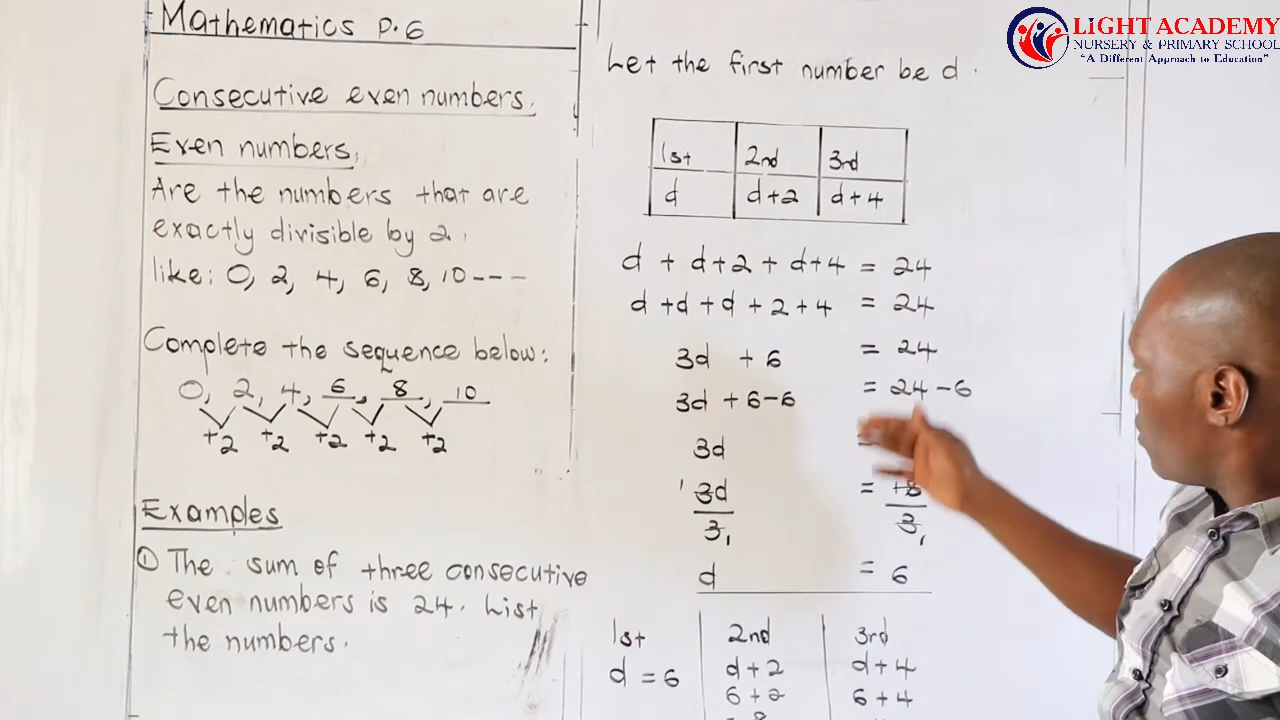 Mathematics P.6
Consecutive even numbers.
Even numbers,
Are the numbers that are
exactly divisible by 2,
like: 0, 2, 4, 6, 8, 10 ---
Complete the sequence below:
0, 2, 4, 6, 8, 10
+2 +2 +2 +2 +2
Examples
① The sum of three consecutive
even numbers is 24. List
the numbers.
LIGHT ACADEMY
NURSERY & PRIMARY SCHOOL
"A Different Approach to Education"
Let the first number be d.
1st 2nd 3rd
d d+2 d+4
d + d+2 + d+4 = 24
d +d +d +2+4 = 24
3d + 6 = 24
3d + 6-6 = 24-6
3d =
1 3d = 18
3 1 3 1
d = 6
1st 2nd 3rd
d = 6 d+2 d+4
6+2 6+4